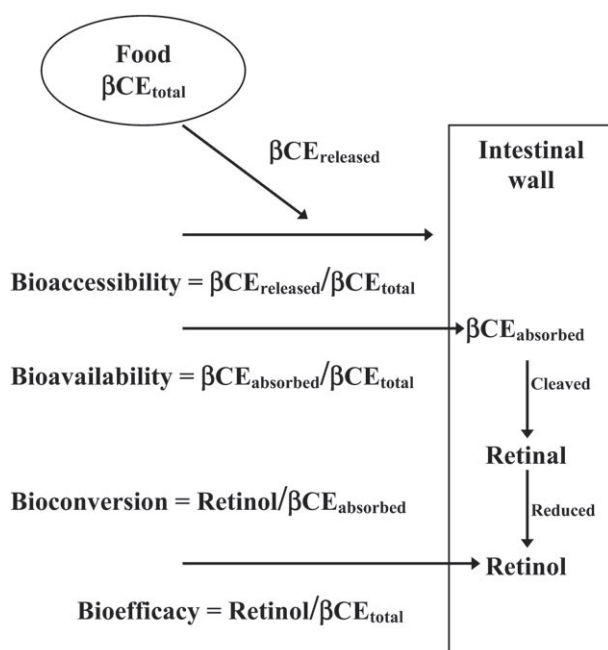 Food
βCEtotal
βCEreleased
Intestinal
wall
Bioaccessibility = βCEreleased/βCEtotal
βCEabsorbed
Bioavailability = βCEabsorbed/βCEtotal
Cleaved
Retinal
Bioconversion = Retinol/βCEabsorbed
Reduced
Retinol
Bioefficacy = Retinol/βCEtotal